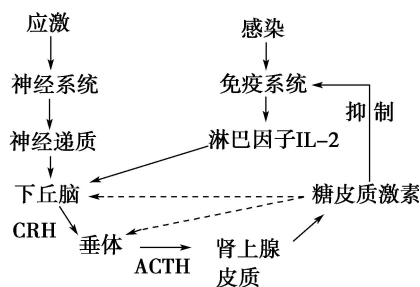 应激
感染
神经系统
免疫系统
抑制
神经递质
淋巴因子IL-2
下丘脑
糖皮质激素
CRH
垂体
ACTH
肾上腺
皮质